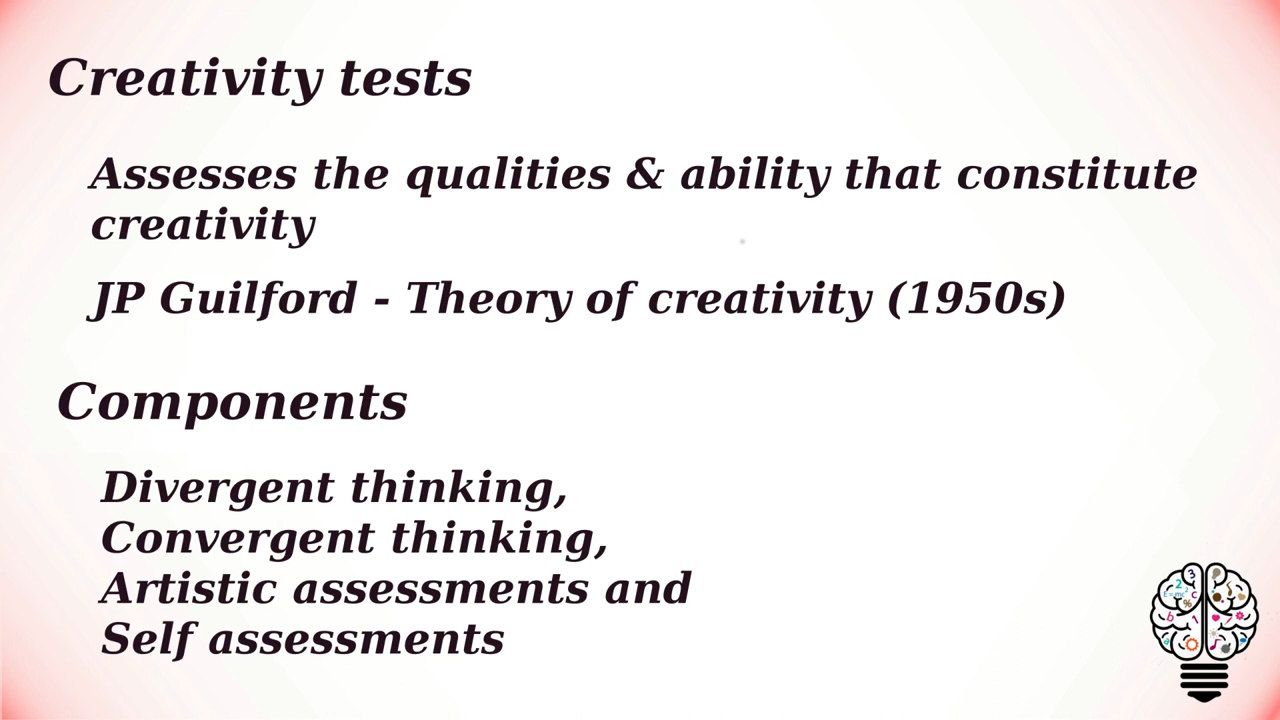 Creativity tests
Assesses the qualities & ability that constitute
creativity
JP Guilford - Theory of creativity (1950s)
Components
Divergent thinking,
Convergent thinking,
Artistic assessments and
Self assessments